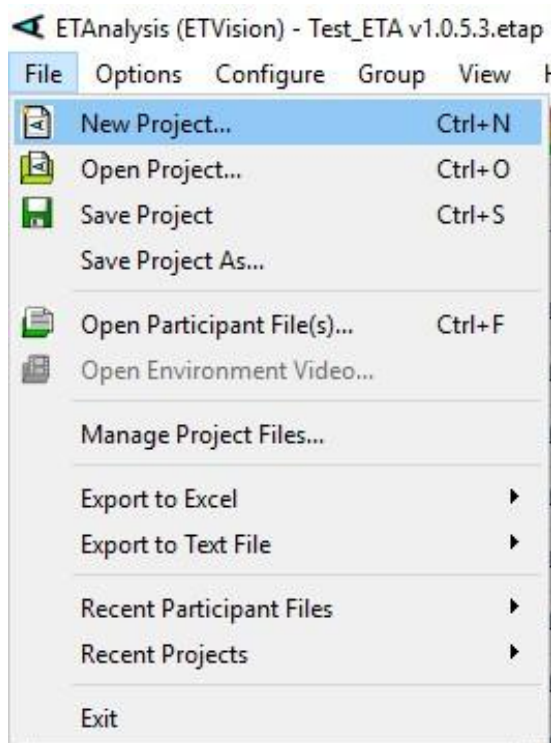 ETAnalysis (ETVision) - Test_ETA v1.0.5.3.etap
File Options Configure Group View
New Project... Ctrl+N
Open Project... Ctrl+O
Save Project Ctrl+S
Save Project As...
Open Participant File(s)... Ctrl+F
Open Environment Video...
Manage Project Files...
Export to Excel
Export to Text File
Recent Participant Files
Recent Projects
Exit